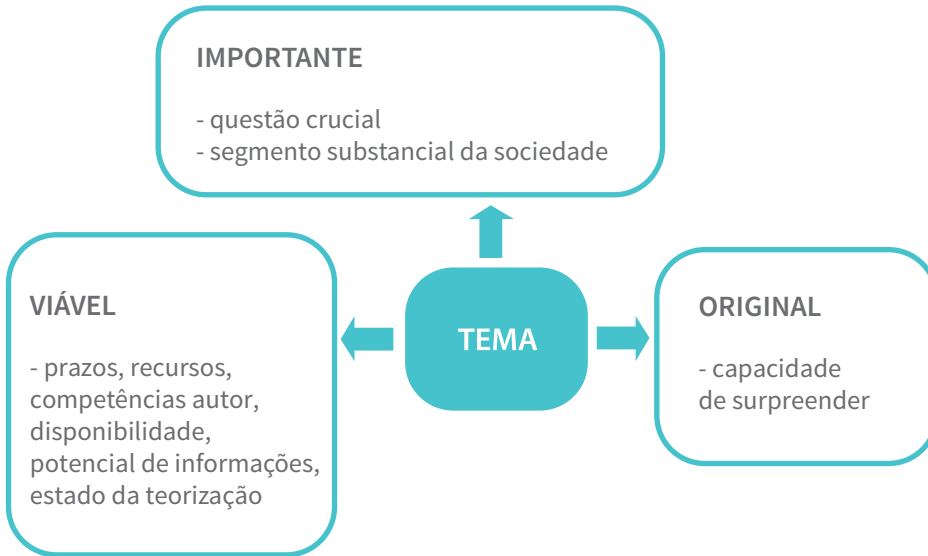 IMPORTANTE
- questão crucial
- segmento substancial da sociedade
VIÁVEL
- prazos, recursos,
competências autor,
disponibilidade,
potencial de informações,
estado da teorização
TEMA
ORIGINAL
- capacidade
de surpreender